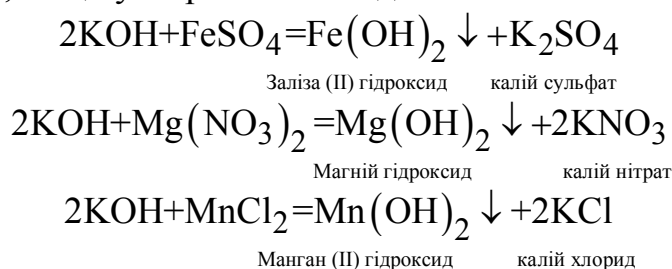 2KOH+FeSO₄=Fe(OH)₂↓+K₂SO₄
Заліза (II) гідроксид калій сульфат
2KOH+Mg(NO₃)₂=Mg(OH)₂↓+2KNO₃
Магній гідроксид калій нітрат
2KOH+MnCl₂=Mn(OH)₂↓+2KCl
Манган (II) гідроксид калій хлорид